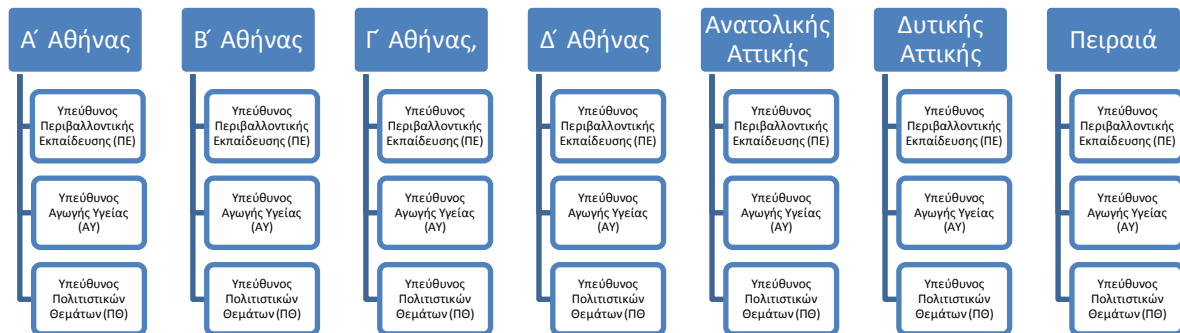 Α΄ Αθήνας
Υπεύθυνος
Περιβαλλοντικής
Εκπαίδευσης (ΠΕ)
Υπεύθυνος
Αγωγής Υγείας
(ΑΥ)
Υπεύθυνος
Πολιτιστικών
Θεμάτων (ΠΘ)
Β΄ Αθήνας
Υπεύθυνος
Περιβαλλοντικής
Εκπαίδευσης (ΠΕ)
Υπεύθυνος
Αγωγής Υγείας
(ΑΥ)
Υπεύθυνος
Πολιτιστικών
Θεμάτων (ΠΘ)
Γ΄ Αθήνας,
Υπεύθυνος
Περιβαλλοντικής
Εκπαίδευσης (ΠΕ)
Υπεύθυνος
Αγωγής Υγείας
(ΑΥ)
Υπεύθυνος
Πολιτιστικών
Θεμάτων (ΠΘ)
Δ΄ Αθήνας
Υπεύθυνος
Περιβαλλοντικής
Εκπαίδευσης (ΠΕ)
Υπεύθυνος
Αγωγής Υγείας
(ΑΥ)
Υπεύθυνος
Πολιτιστικών
Θεμάτων (ΠΘ
Ανατολικής
Αττικής
Υπεύθυνος
Περιβαλλοντικής
Εκπαίδευσης (ΠΕ)
Υπεύθυνος
Αγωγής Υγείας
(ΑΥ)
Υπεύθυνος
Πολιτιστικών
Θεμάτων (ΠΘ)
Δυτικής
Αττικής
Υπεύθυνος
Περιβαλλοντικής
Εκπαίδευσης (ΠΕ)
Υπεύθυνος
Αγωγής Υγείας
(ΑΥ)
Υπεύθυνος
Πολιτιστικών
Θεμάτων (ΠΘ)
Πειραιά
Υπεύθυνος
Περιβαλλοντικής
Εκπαίδευσης (ΠΕ)
Υπεύθυνος
Αγωγής Υγείας
(ΑΥ)
Υπεύθυνος
Πολιτιστικών
Θεμάτων (ΠΘ)